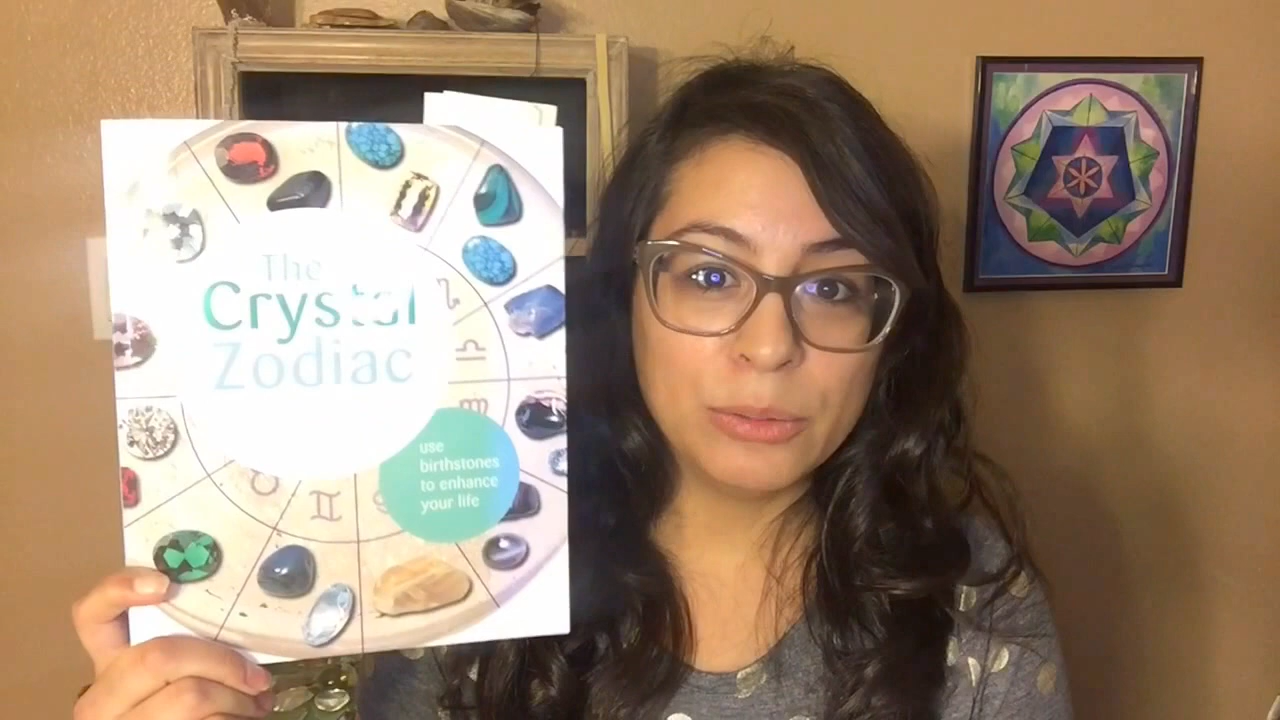 The
Crystal
Zodiac
use
birthstones
to enhance
your life